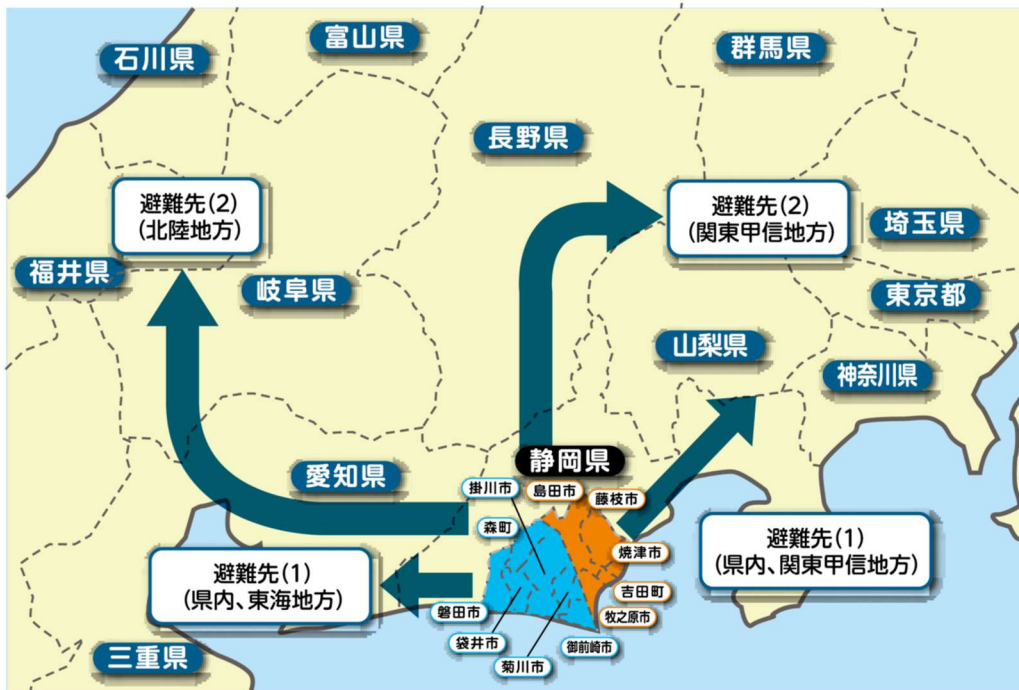 石川県
富山県
群馬県
長野県
避難先(2)
(北陸地方)
避難先(2)
(関東甲信地方)
埼玉県
福井県
岐阜県
東京都
山梨県
神奈川県
静岡県
愛知県
掛川市
島田市
藤枝市
森町
焼津市
避難先(1)
(県内、東海地方)
避難先(1)
(県内、関東甲信地方)
吉田町
磐田市
牧之原市
袋井市
御前崎市
菊川市
三重県